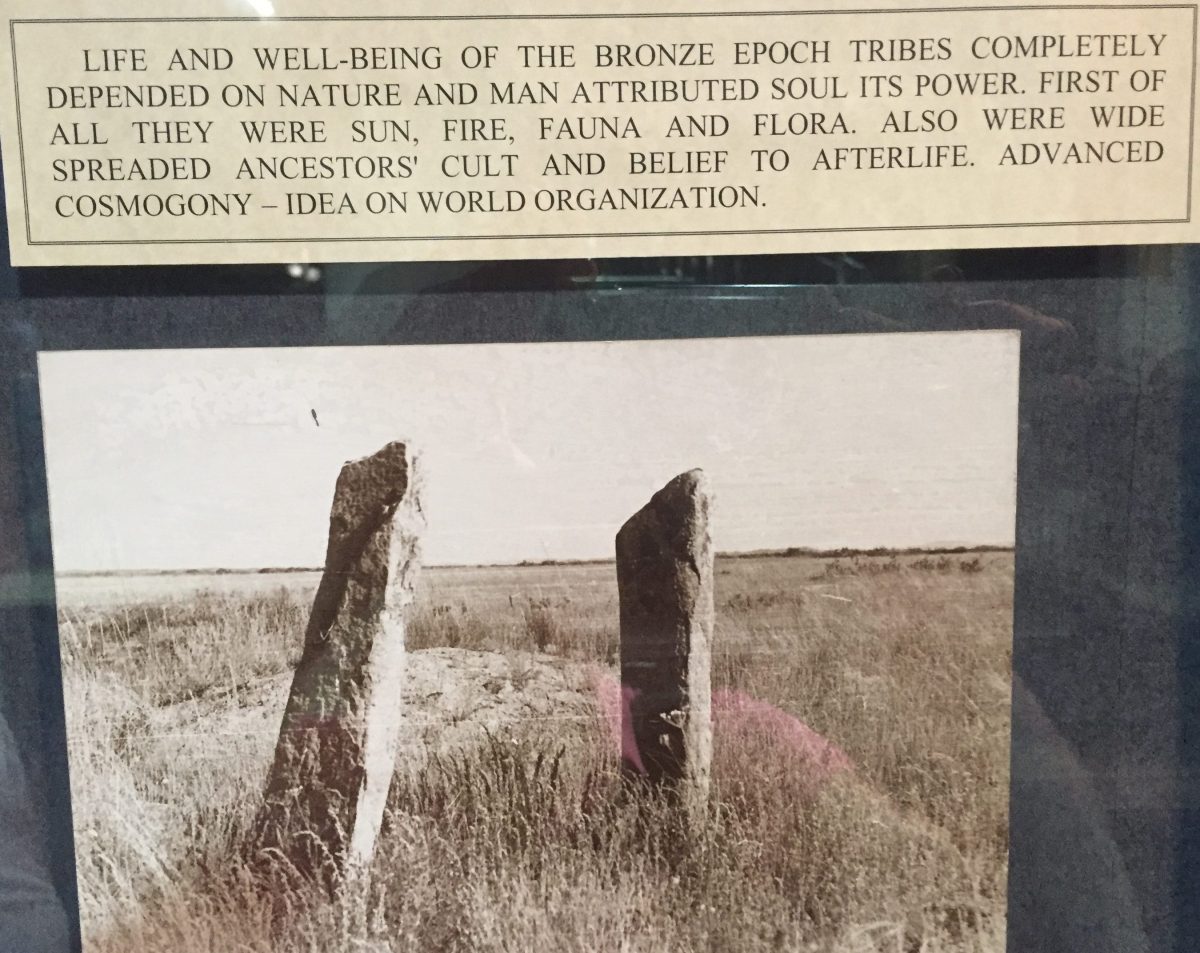 LIFE AND WELL-BEING OF THE BRONZE EPOCH TRIBES COMPLETELY
DEPENDED ON NATURE AND MAN ATTRIBUTED SOUL ITS POWER. FIRST OF
ALL THEY WERE SUN, FIRE, FAUNA AND FLORA. ALSO WERE WIDE
SPREADED ANCESTORS' CULT AND BELIEF TO AFTERLIFE. ADVANCED
COSMOGONY – IDEA ON WORLD ORGANIZATION.